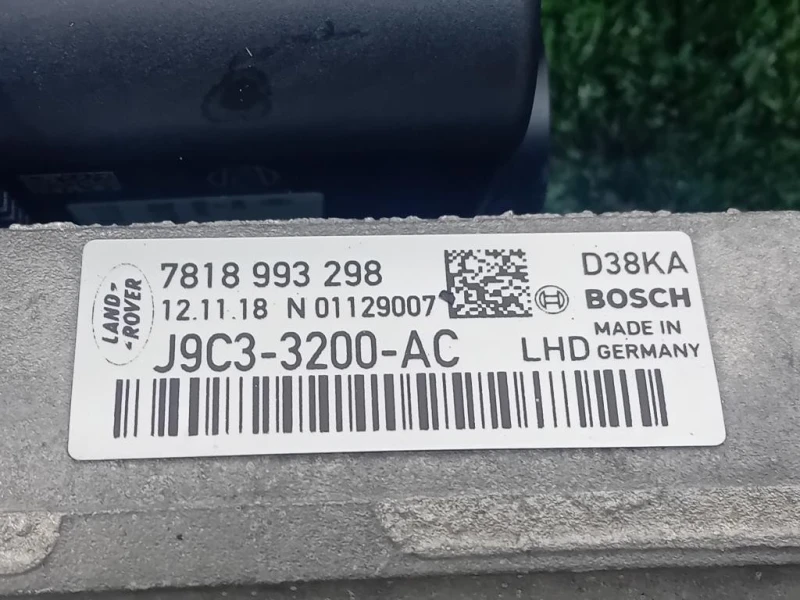 LAND-
-ROVER
7818 993 298
12.11.18 N 01129007
J9C3-3200-AC
D38KA
BOSCH
MADE IN
LHD GERMANY